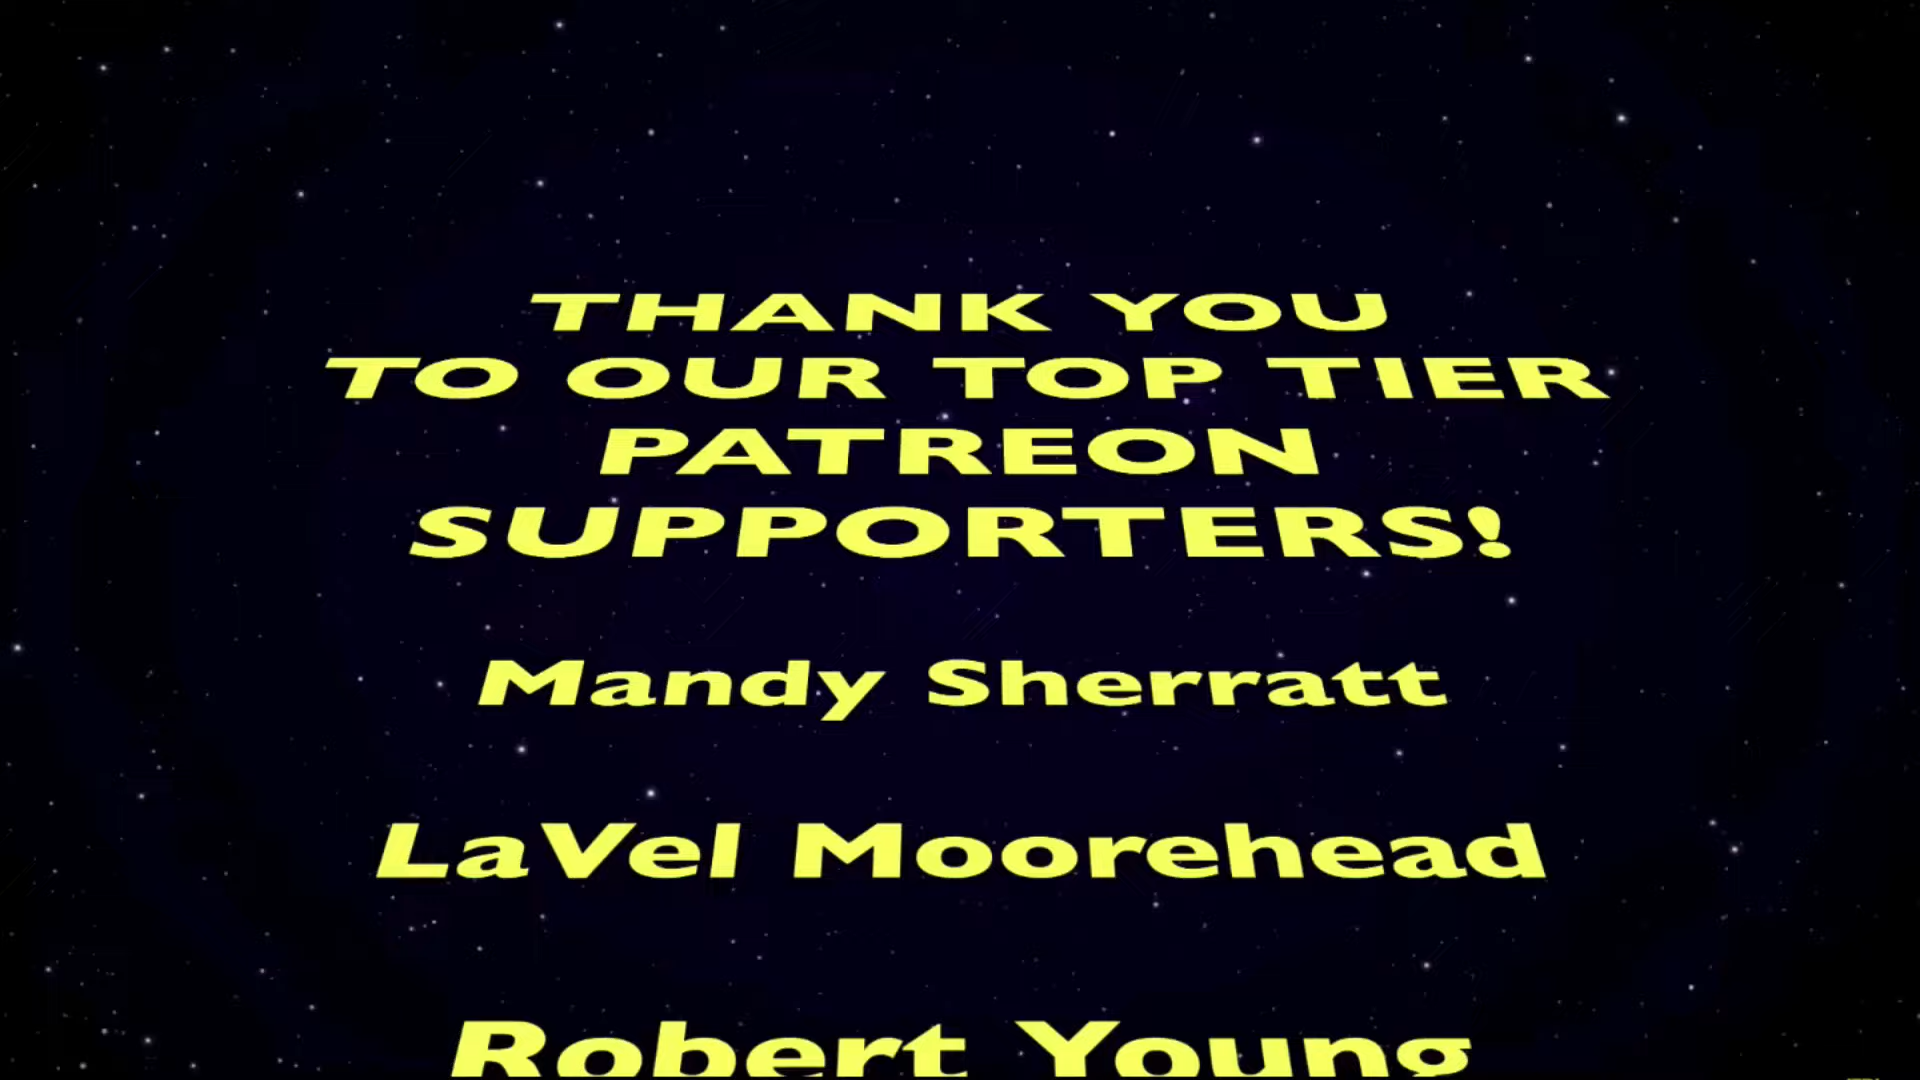 THANK YOU
TO OUR TOP TIER
PATREON
SUPPORTERS!
Mandy Sherratt
LaVel Moorehead
Robert Young